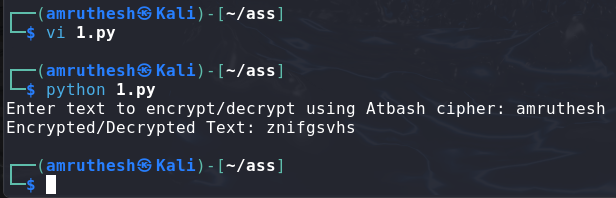 ┌──(amruthesh㉿Kali)-[~/ass]
└─$ vi 1.py
┌──(amruthesh㉿Kali)-[~/ass]
└─$ python 1.py
Enter text to encrypt/decrypt using Atbash cipher: amruthesh
Encrypted/Decrypted Text: znifgsvhs
┌──(amruthesh㉿Kali)-[~/ass]
└─$